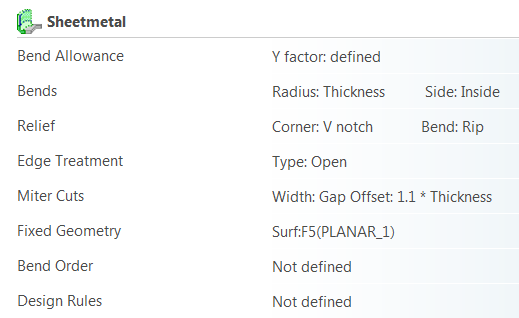 Sheetmetal
Bend Allowance Y factor: defined
Bends Radius: Thickness Side: Inside
Relief Corner: V notch Bend: Rip
Edge Treatment Type: Open
Miter Cuts Width: Gap Offset: 1.1 * Thickness
Fixed Geometry Surf:F5(PLANAR_1)
Bend Order Not defined
Design Rules Not defined